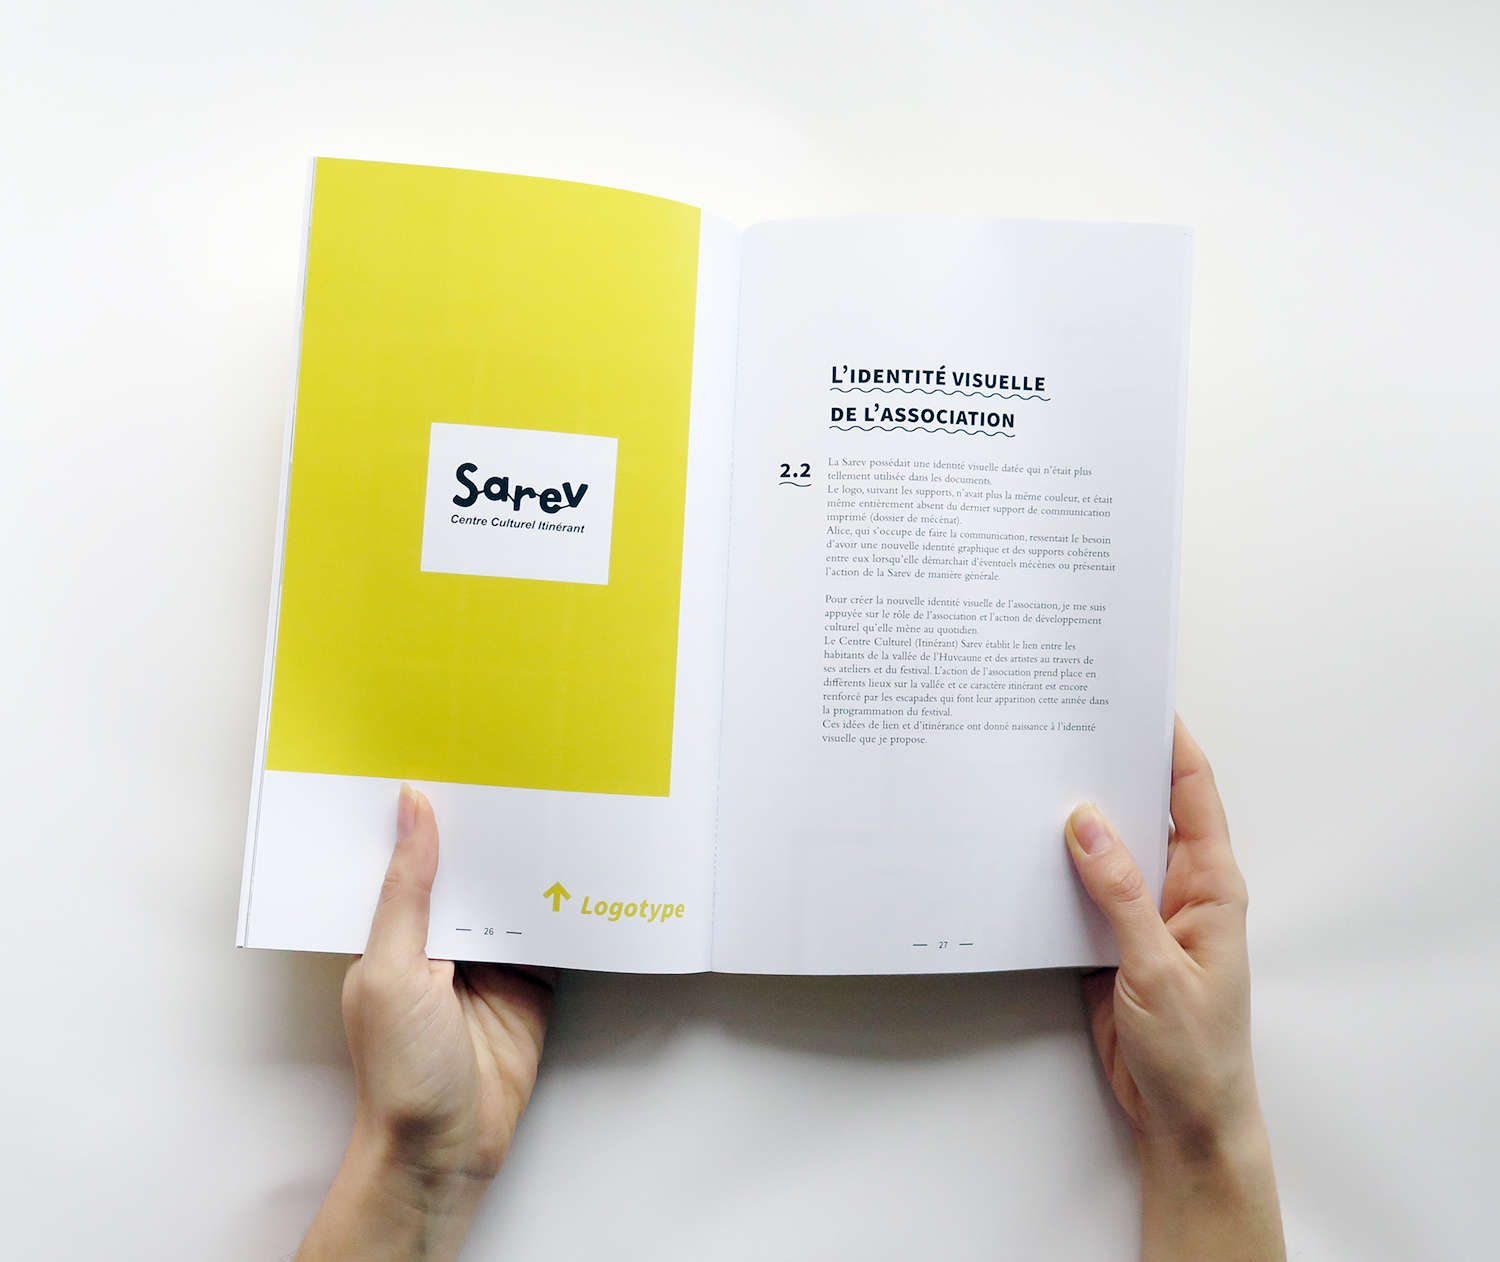 Sarev
Centre Culturel Itinérant
Logotype
26
L'IDENTITÉ VISUELLE
DE L'ASSOCIATION
2.2
La Sarev possédait une identité visuelle datée qui n'était plus
tellement utilisée dans les documents.
Le logo, suivant les supports, n'avait plus la même couleur, et était
même entièrement absent du dernier support de communication
imprimé (dossier de mécénat).
Alice, qui s'occupe de faire la communication, ressentait le besoin
d'avoir une nouvelle identité graphique et des supports cohérents
entre eux lorsqu'elle démarchait d'éventuels mécènes ou présentait
l'action de la Sarev de manière générale.
Pour créer la nouvelle identité visuelle de l'association, je me suis
appuyée sur le rôle de l'association et l'action de développement
culturel qu'elle mène au quotidien.
Le Centre Culturel (Itinérant) Sarev établit le lien entre les
habitants de la vallée de l'Huveaune et des artistes au travers de
ses ateliers et du festival. L'action de l'association prend place en
différents lieux sur la vallée et ce caractère itinérant est encore
renforcé par les escapades qui font leur apparition cette année dans
la programmation du festival.
Ces idées de lien et d'itinérance ont donné naissance à l'identité
visuelle que je propose.
27